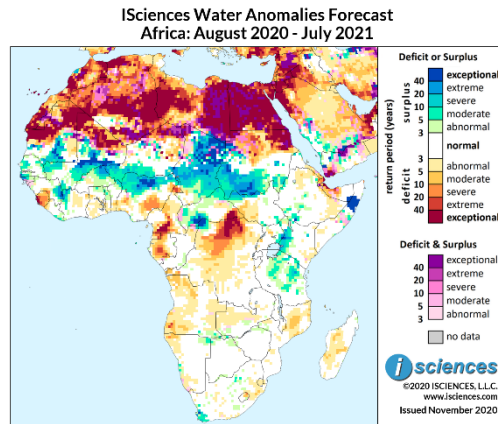 ISciences Water Anomalies Forecast
Africa: August 2020 - July 2021
Deficit or Surplus
return period (years)
surplus
deficit
40
20
10
5
3
3
5
10
20
40
exceptional
extreme
severe
moderate
abnormal
normal
abnormal
moderate
severe
extreme
exceptional
Deficit & Surplus
40
20
10
5
3
exceptional
extreme
severe
moderate
abnormal
no data
isciences
©2020 ISCIENCES, L.L.C.
www.isciences.com
Issued November 2020